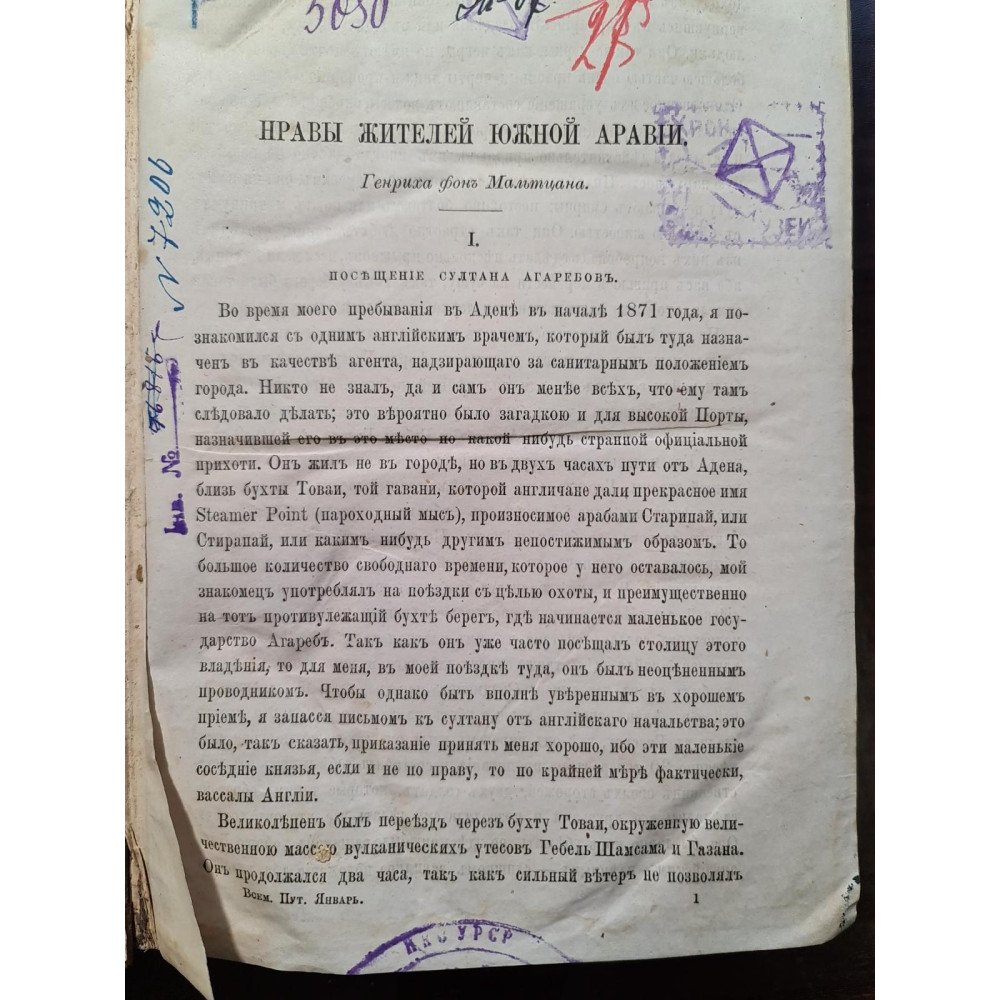 5050
НРАВЫ ЖИТЕЛЕЙ ЮЖНОЙ АРАВІИ.
Генриха фонъ Мальтцана.
I.
ПОСѢЩЕНІЕ СУЛТАНА АГАРЕБОВЪ.
Во время моего пребыванія въ Аденѣ въ началѣ 1871 года, я по-
знакомился съ однимъ англійскимъ врачемъ, который былъ туда назна-
ченъ въ качествѣ агента, надзирающаго за санитарнымъ положеніемъ
города. Никто не зналъ, да и самъ онъ менѣе всѣхъ, что ему тамъ
слѣдовало дѣлать; это вѣроятно было загадкою и для высокой Порты,
назначившей его въ это мѣсто по какой нибудь странной офиціальной
прихоти. Онъ жилъ не въ городѣ, но въ двухъ часахъ пути отъ Адена,
близь бухты Товаи, той гавани, которой англичане дали прекрасное имя
Steamer Point (пароходный мысъ), произносимое арабами Старипай, или
Стирапай, или какимъ нибудь другимъ непостижимымъ образомъ. То
большое количество свободнаго времени, которое у него оставалось, мой
знакомецъ употреблялъ на поѣздки съ цѣлью охоты, и преимущественно
на тотъ противулежащій бухтѣ берегъ, гдѣ начинается маленькое госу-
дарство Агаребъ. Такъ какъ онъ уже часто посѣщалъ столицу этого
владѣнія, то для меня, въ моей поѣздкѣ туда, онъ былъ неоцѣненнымъ
проводникомъ. Чтобы однако быть вполнѣ увѣреннымъ въ хорошемъ
пріемѣ, я запасся письмомъ къ султану отъ англійскаго начальства; это
было, такъ сказать, приказаніе принять меня хорошо, ибо эти маленькіе
сосѣдніе князья, если и не по праву, то по крайней мѣрѣ фактически,
вассалы Англіи.
Великолѣпенъ былъ переѣздъ черезъ бухту Товаи, окруженную вели-
чественною массою вулканическихъ утесовъ Гебель Шамсама и Газана.
Онъ продолжался два часа, такъ какъ сильный вѣтеръ не позволялъ
Всем. Пут. Январь.
1
Инв. №
N 7206
МУЗЕЙ
НКО УРСР